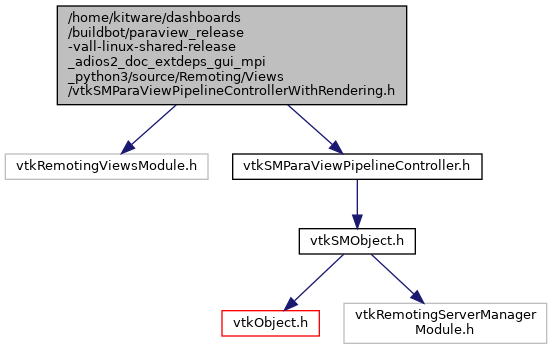 /home/kitware/dashboards
/buildbot/paraview_release
-vall-linux-shared-release
_adios2_doc_extdeps_gui_mpi
_python3/source/Remoting/Views
/vtkSMParaViewPipelineControllerWithRendering.h
vtkRemotingViewsModule.h
vtkSMParaViewPipelineController.h
vtkSMObject.h
vtkObject.h
vtkRemotingServerManager
Module.h